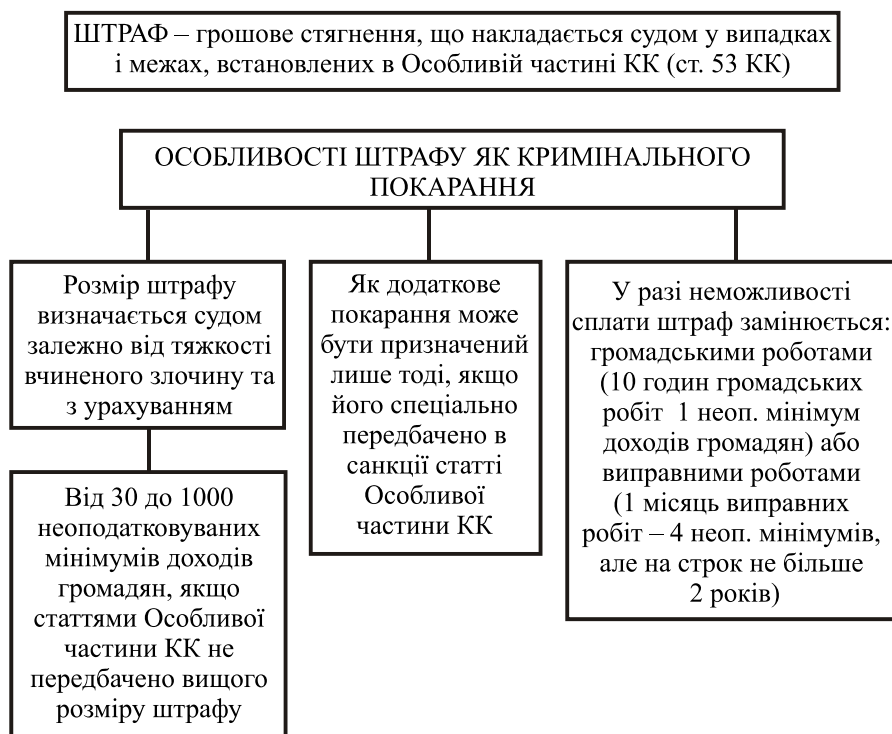 ШТРАФ – грошове стягнення, що накладається судом у випадках
і межах, встановлених в Особливій частині КК (ст. 53 КК)
ОСОБЛИВОСТІ ШТРАФУ ЯК КРИМІНАЛЬНОГО
ПОКАРАННЯ
Розмір штрафу
визначається судом
залежно від тяжкості
вчиненого злочину та
з урахуванням
Від 30 до 1000
неоподатковуваних
мінімумів доходів
громадян, якщо
статтями Особливої
частини КК не
передбачено вищого
розміру штрафу
Як додаткове
покарання може
бути призначений
лише тоді, якщо
його спеціально
передбачено в
санкції статті
Особливої
частини КК
У разі неможливості
сплати штраф замінюється:
громадськими роботами
(10 годин громадських
робіт 1 неоп. мінімум
доходів громадян) або
виправними роботами
(1 місяць виправних
робіт – 4 неоп. мінімумів,
але на строк не більше
2 років)